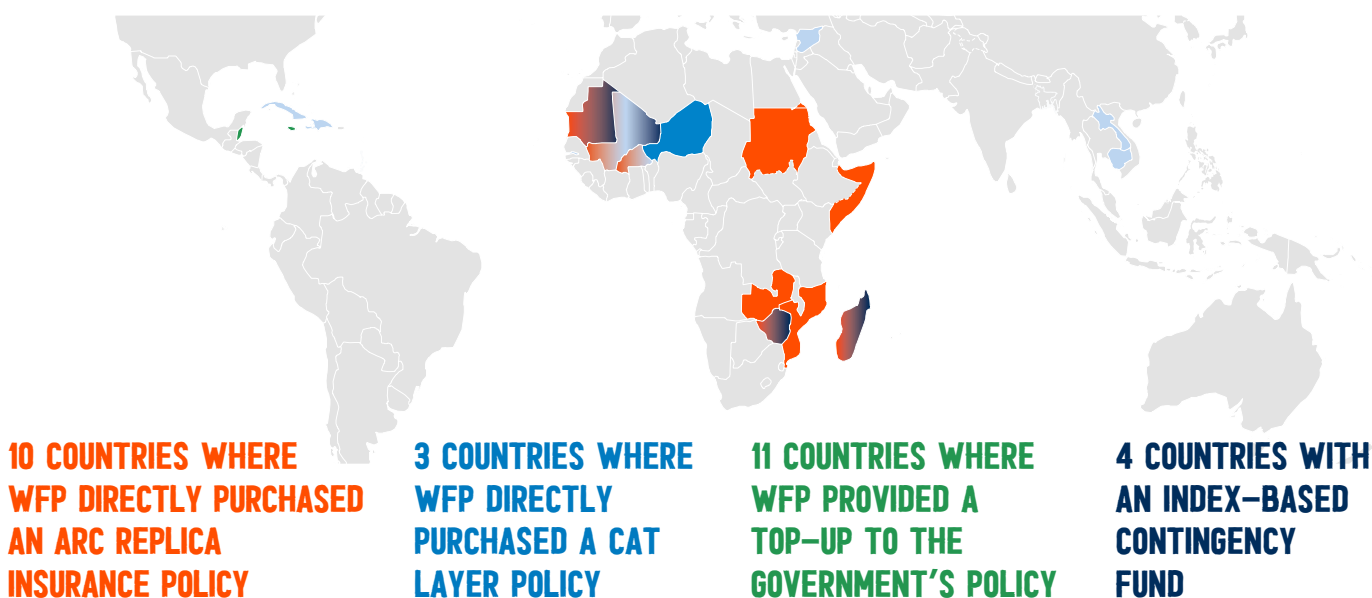 10 COUNTRIES WHERE
WFP DIRECTLY PURCHASED
AN ARC REPLICA
INSURANCE POLICY
3 COUNTRIES WHERE
WFP DIRECTLY
PURCHASED A CAT
LAYER POLICY
11 COUNTRIES WHERE
WFP PROVIDED A
TOP–UP TO THE
GOVERNMENT'S POLICY
4 COUNTRIES WITH
AN INDEX–BASED
CONTINGENCY
FUND